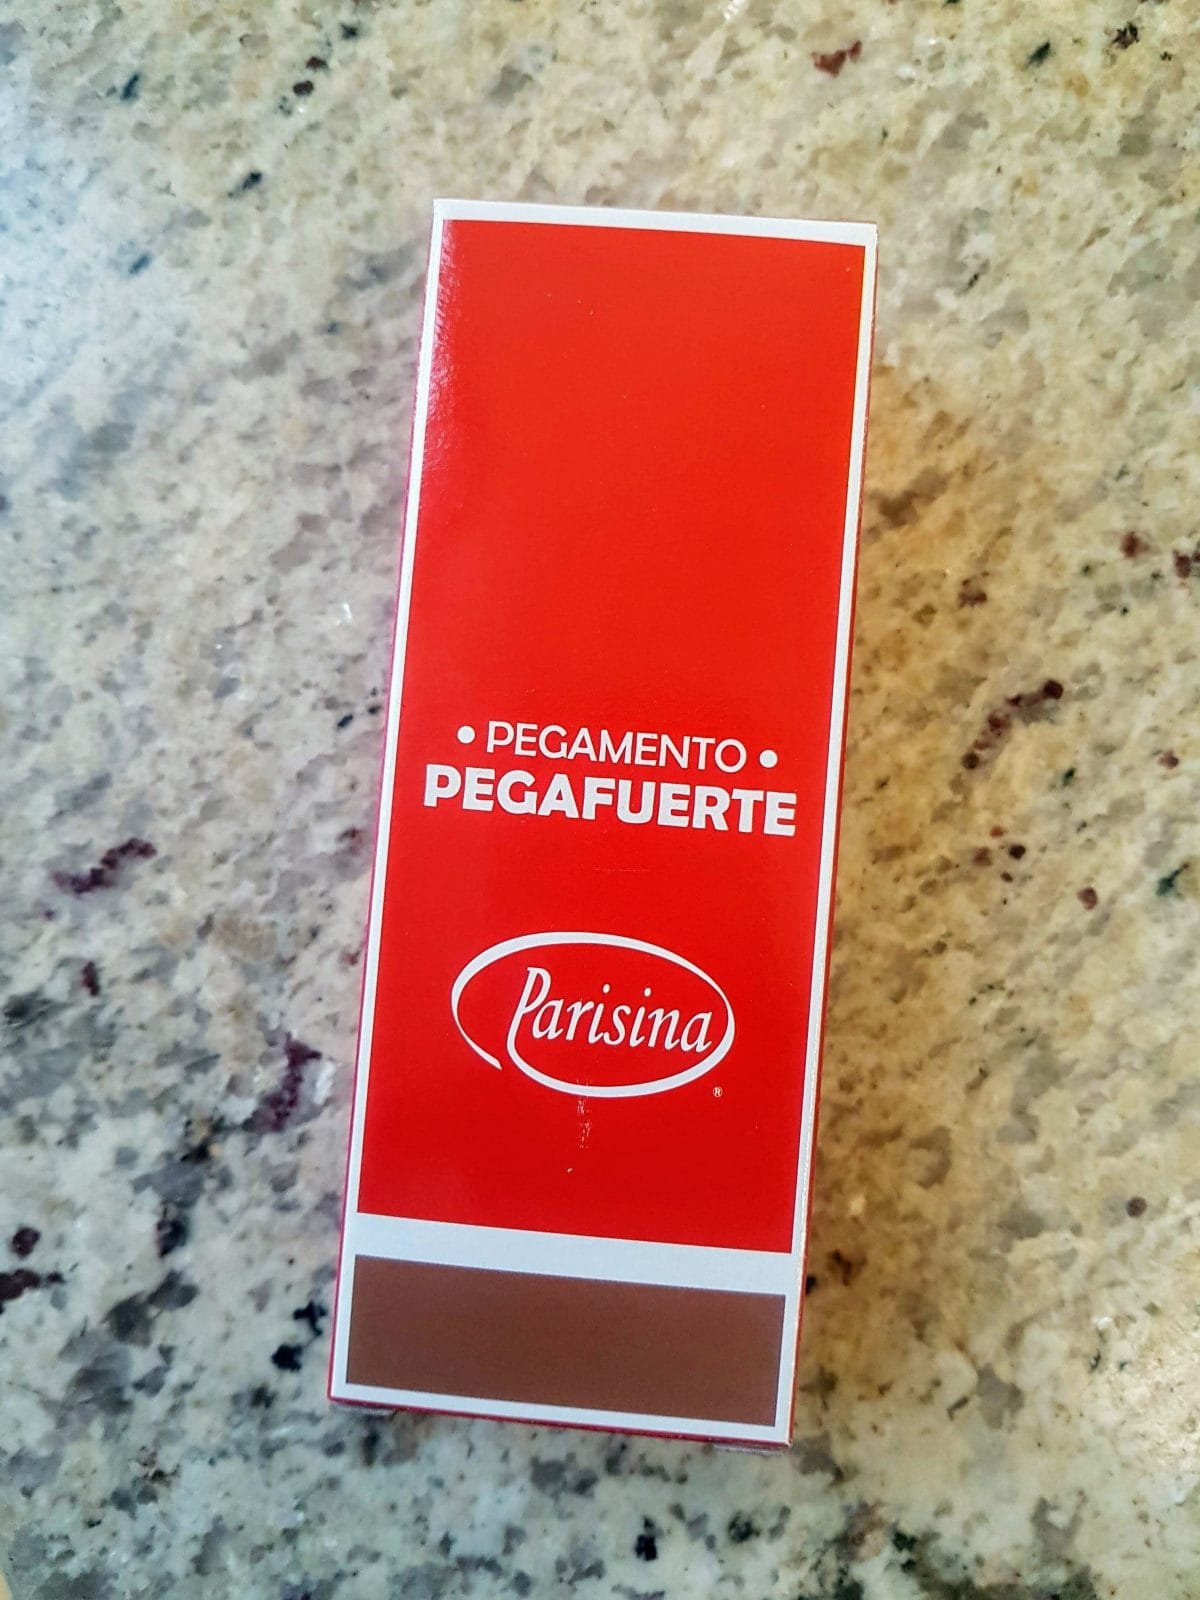 • PEGAMENTO •
PEGAFUERTE
Parisina
®